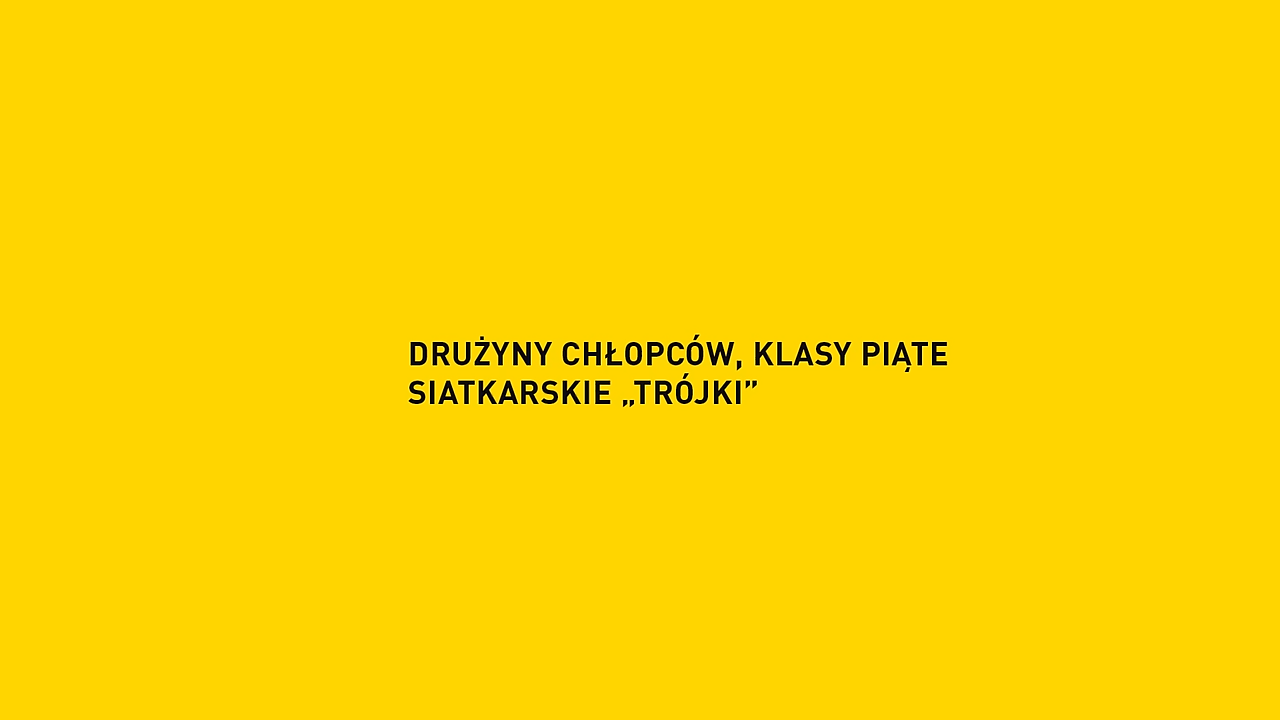 DRUŻYNY CHŁOPCÓW, KLASY PIĄTE
SIATKARSKIE „TRÓJKI”